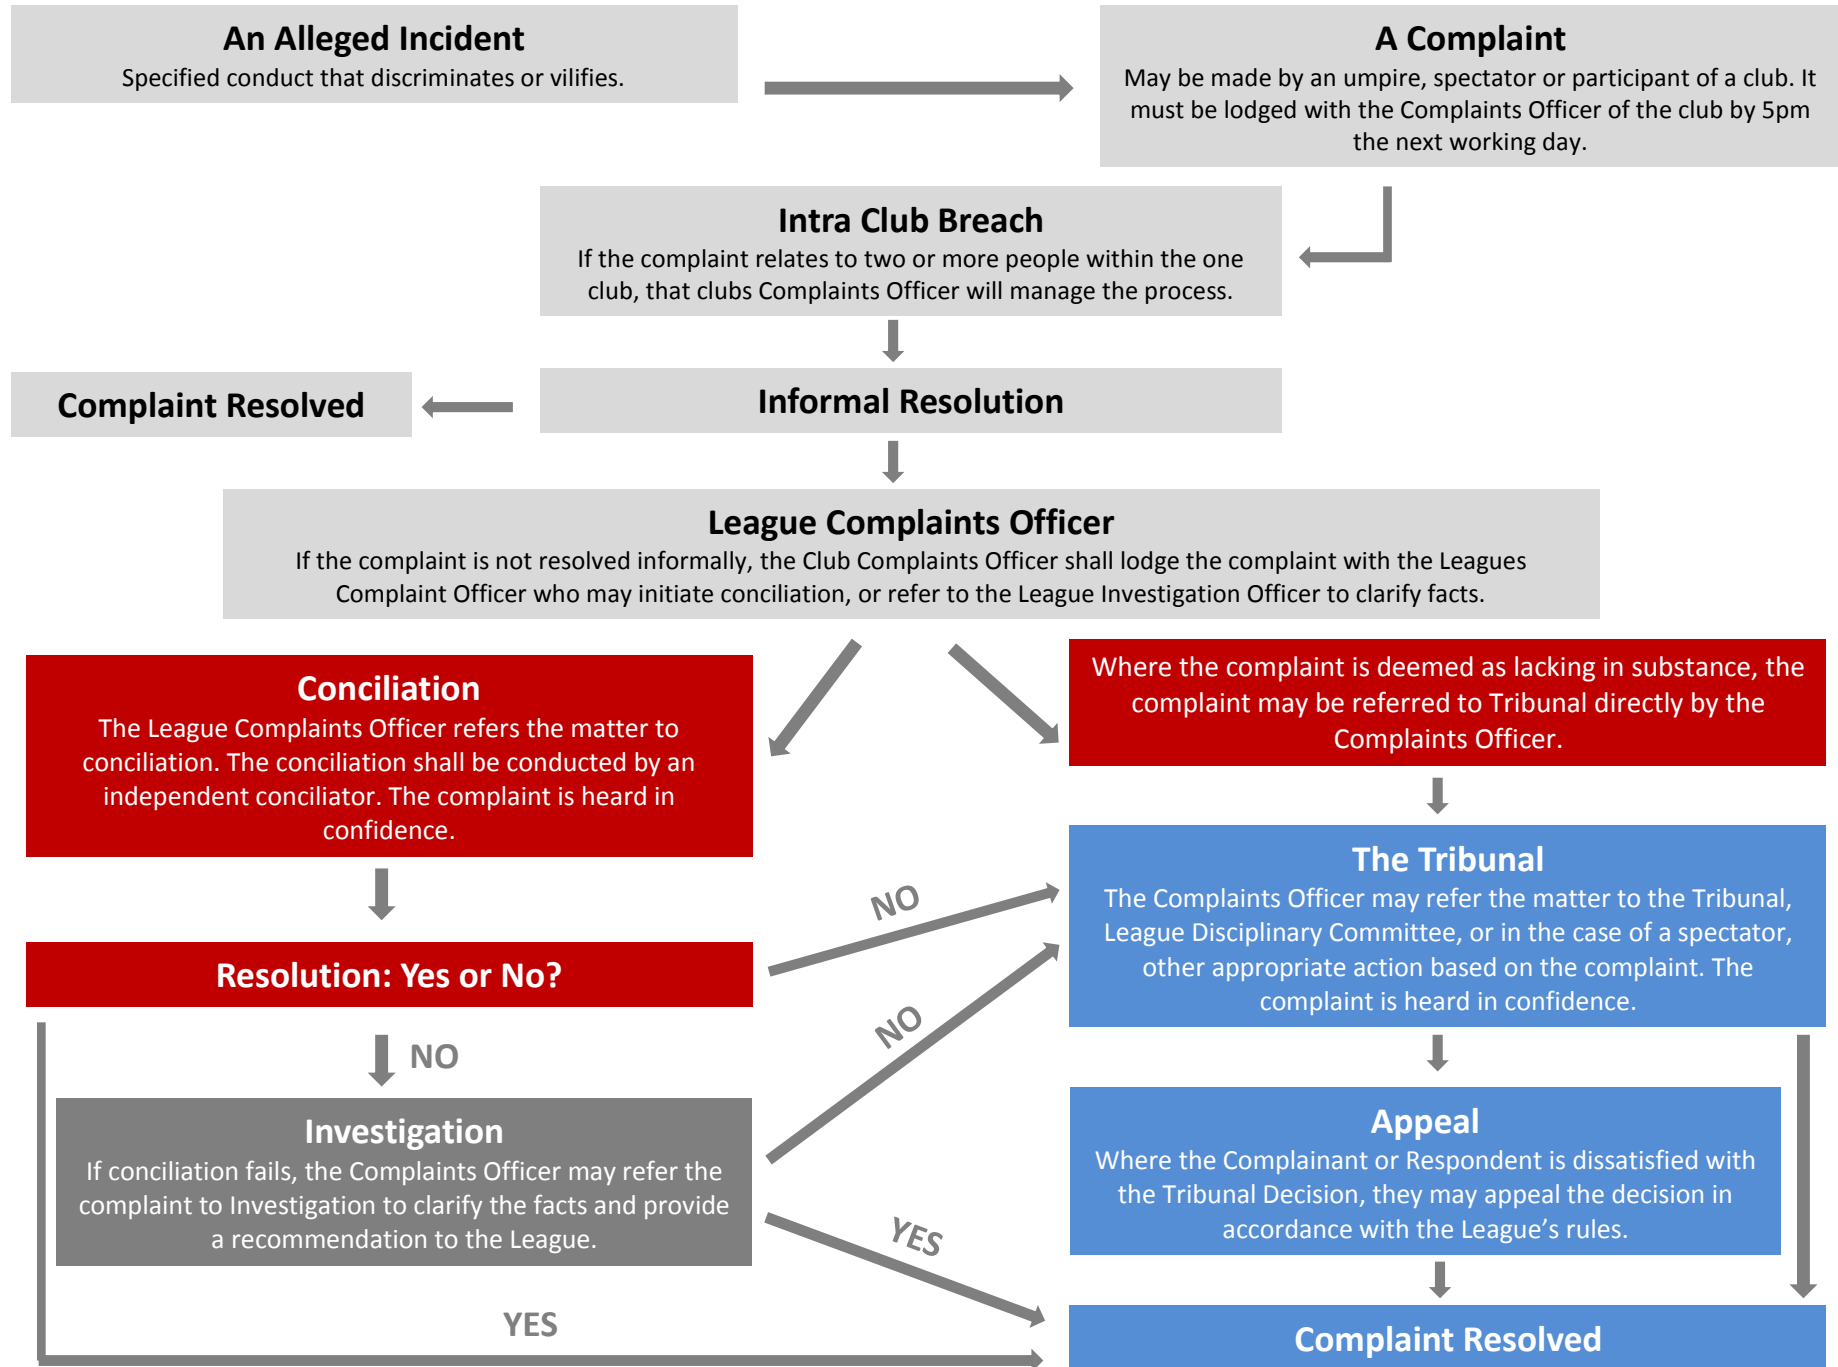 An Alleged Incident
Specified conduct that discriminates or vilifies.
A Complaint
May be made by an umpire, spectator or participant of a club. It
must be lodged with the Complaints Officer of the club by 5pm
the next working day.
Intra Club Breach
If the complaint relates to two or more people within the one
club, that clubs Complaints Officer will manage the process.
Complaint Resolved
Informal Resolution
League Complaints Officer
If the complaint is not resolved informally, the Club Complaints Officer shall lodge the complaint with the Leagues
Complaint Officer who may initiate conciliation, or refer to the League Investigation Officer to clarify facts.
Conciliation
The League Complaints Officer refers the matter to
conciliation. The conciliation shall be conducted by an
independent conciliator. The complaint is heard in
confidence.
Where the complaint is deemed as lacking in substance, the
complaint may be referred to Tribunal directly by the
Complaints Officer.
The Tribunal
The Complaints Officer may refer the matter to the Tribunal,
League Disciplinary Committee, or in the case of a spectator,
other appropriate action based on the complaint. The
complaint is heard in confidence.
NO
Resolution: Yes or No?
NO
NO
Investigation
If conciliation fails, the Complaints Officer may refer the
complaint to Investigation to clarify the facts and provide
a recommendation to the League.
Appeal
Where the Complainant or Respondent is dissatisfied with
the Tribunal Decision, they may appeal the decision in
accordance with the League's rules.
YES
YES
Complaint Resolved